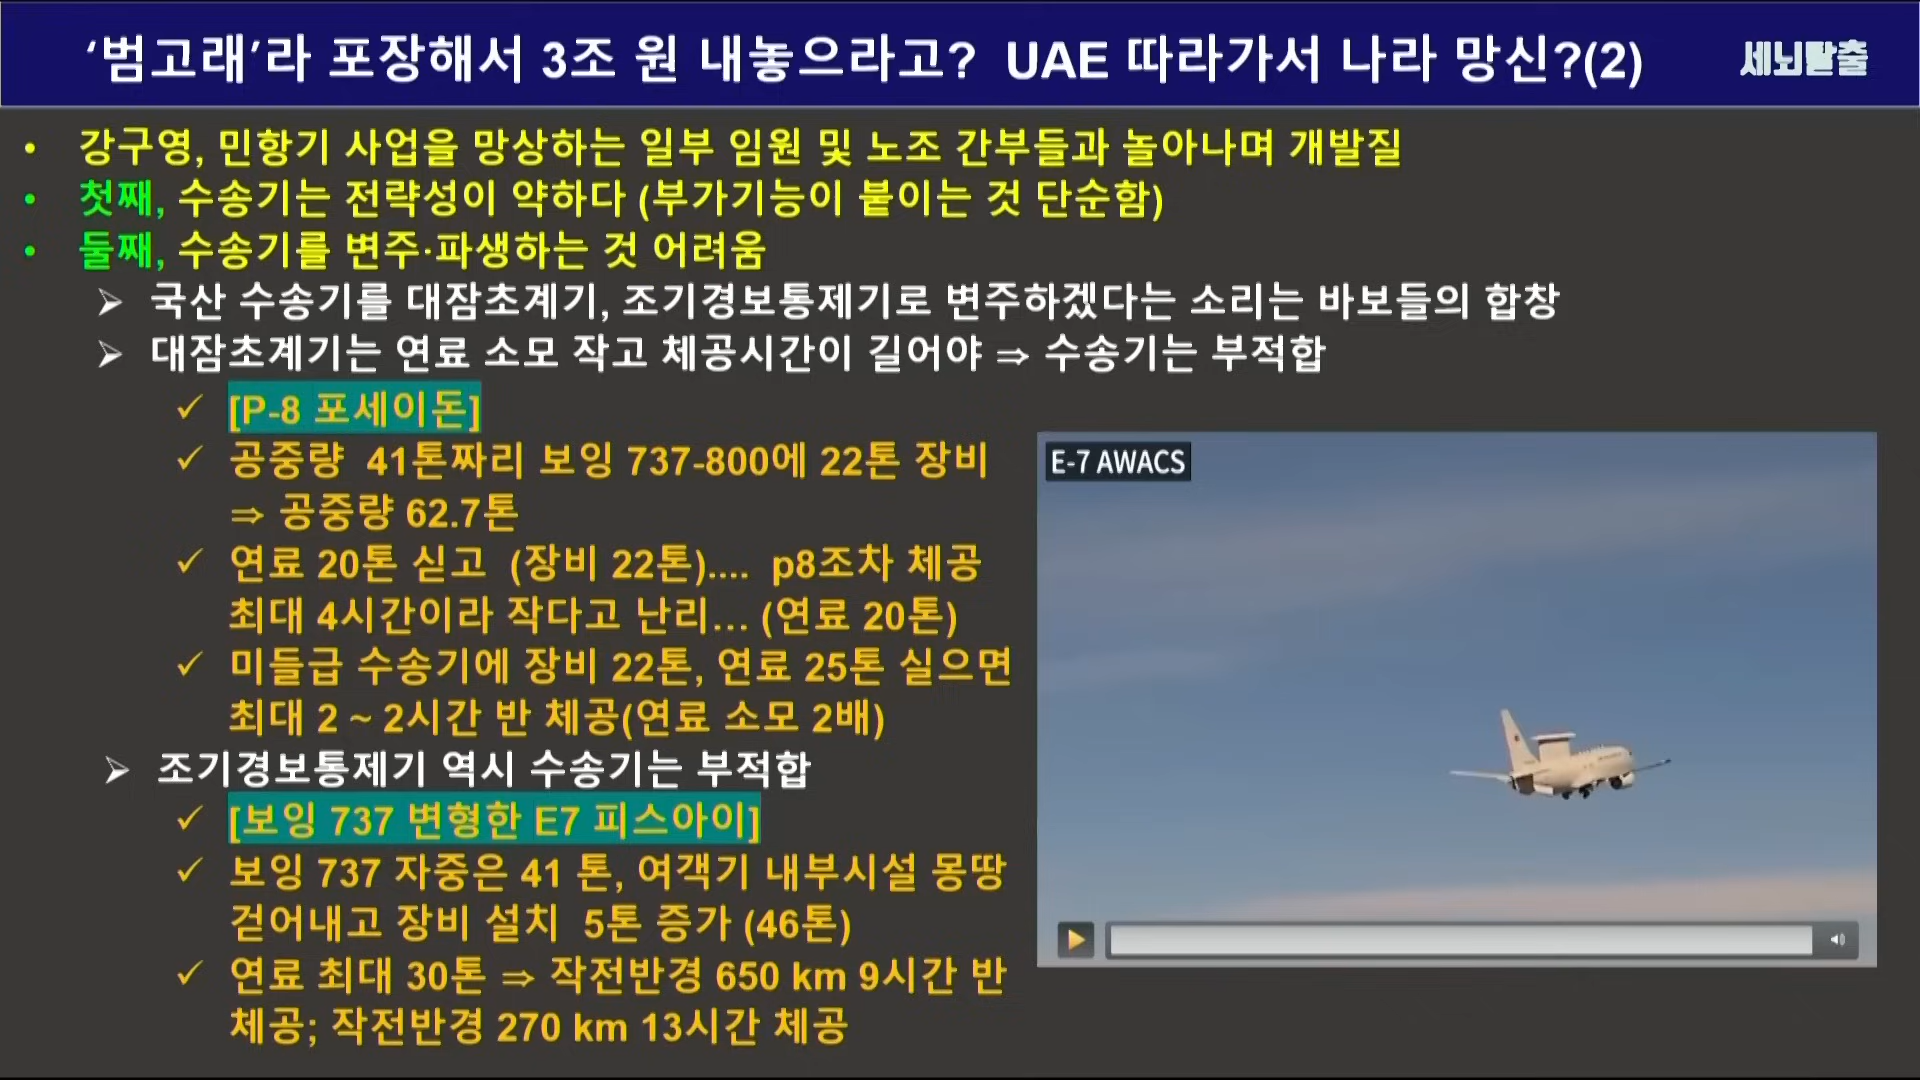 ‘범고래’라 포장해서 3조 원 내놓으라고? UAE 따라가서 나라 망신?(2)
세뇌탈출
• 강구영, 민항기 사업을 망상하는 일부 임원 및 노조 간부들과 놀아나며 개발질
• 첫째, 수송기는 전략성이 약하다 (부가기능이 붙이는 것 단순함)
• 둘째, 수송기를 변주·파생하는 것 어려움
➢ 국산 수송기를 대잠초계기, 조기경보통제기로 변주하겠다는 소리는 바보들의 합창
➢ 대잠초계기는 연료 소모 작고 체공시간이 길어야 ⇒ 수송기는 부적합
✓ [P-8 포세이돈]
✓ 공중량 41톤짜리 보잉 737-800에 22톤 장비
⇒ 공중량 62.7톤
✓ 연료 20톤 싣고 (장비 22톤).... p8조차 체공
최대 4시간이라 작다고 난리... (연료 20톤)
✓ 미들급 수송기에 장비 22톤, 연료 25톤 실으면
최대 2 ~ 2시간 반 체공(연료 소모 2배)
➢ 조기경보통제기 역시 수송기는 부적합
✓ [보잉 737 변형한 E7 피스아이]
✓ 보잉 737 자중은 41 톤, 여객기 내부시설 몽땅
걷어내고 장비 설치 5톤 증가 (46톤)
✓ 연료 최대 30톤 ⇒ 작전반경 650 km 9시간 반
체공; 작전반경 270 km 13시간 체공
E-7 AWACS